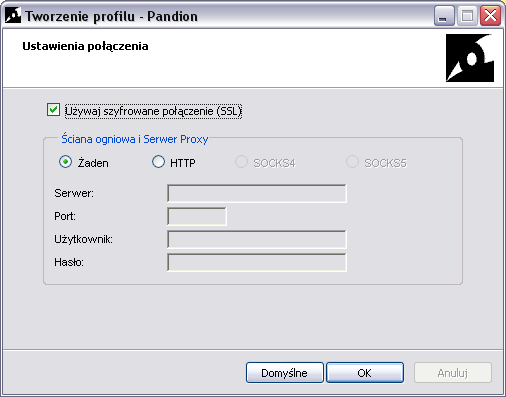 Tworzenie profilu - Pandion
Ustawienia połączenia
Używaj szyfrowane połączenie (SSL)
Ściana ogniowa i Serwer Proxy
Żaden HTTP SOCKS4 SOCKS5
Serwer:
Port:
Użytkownik:
Hasło:
Domyślne OK Anuluj